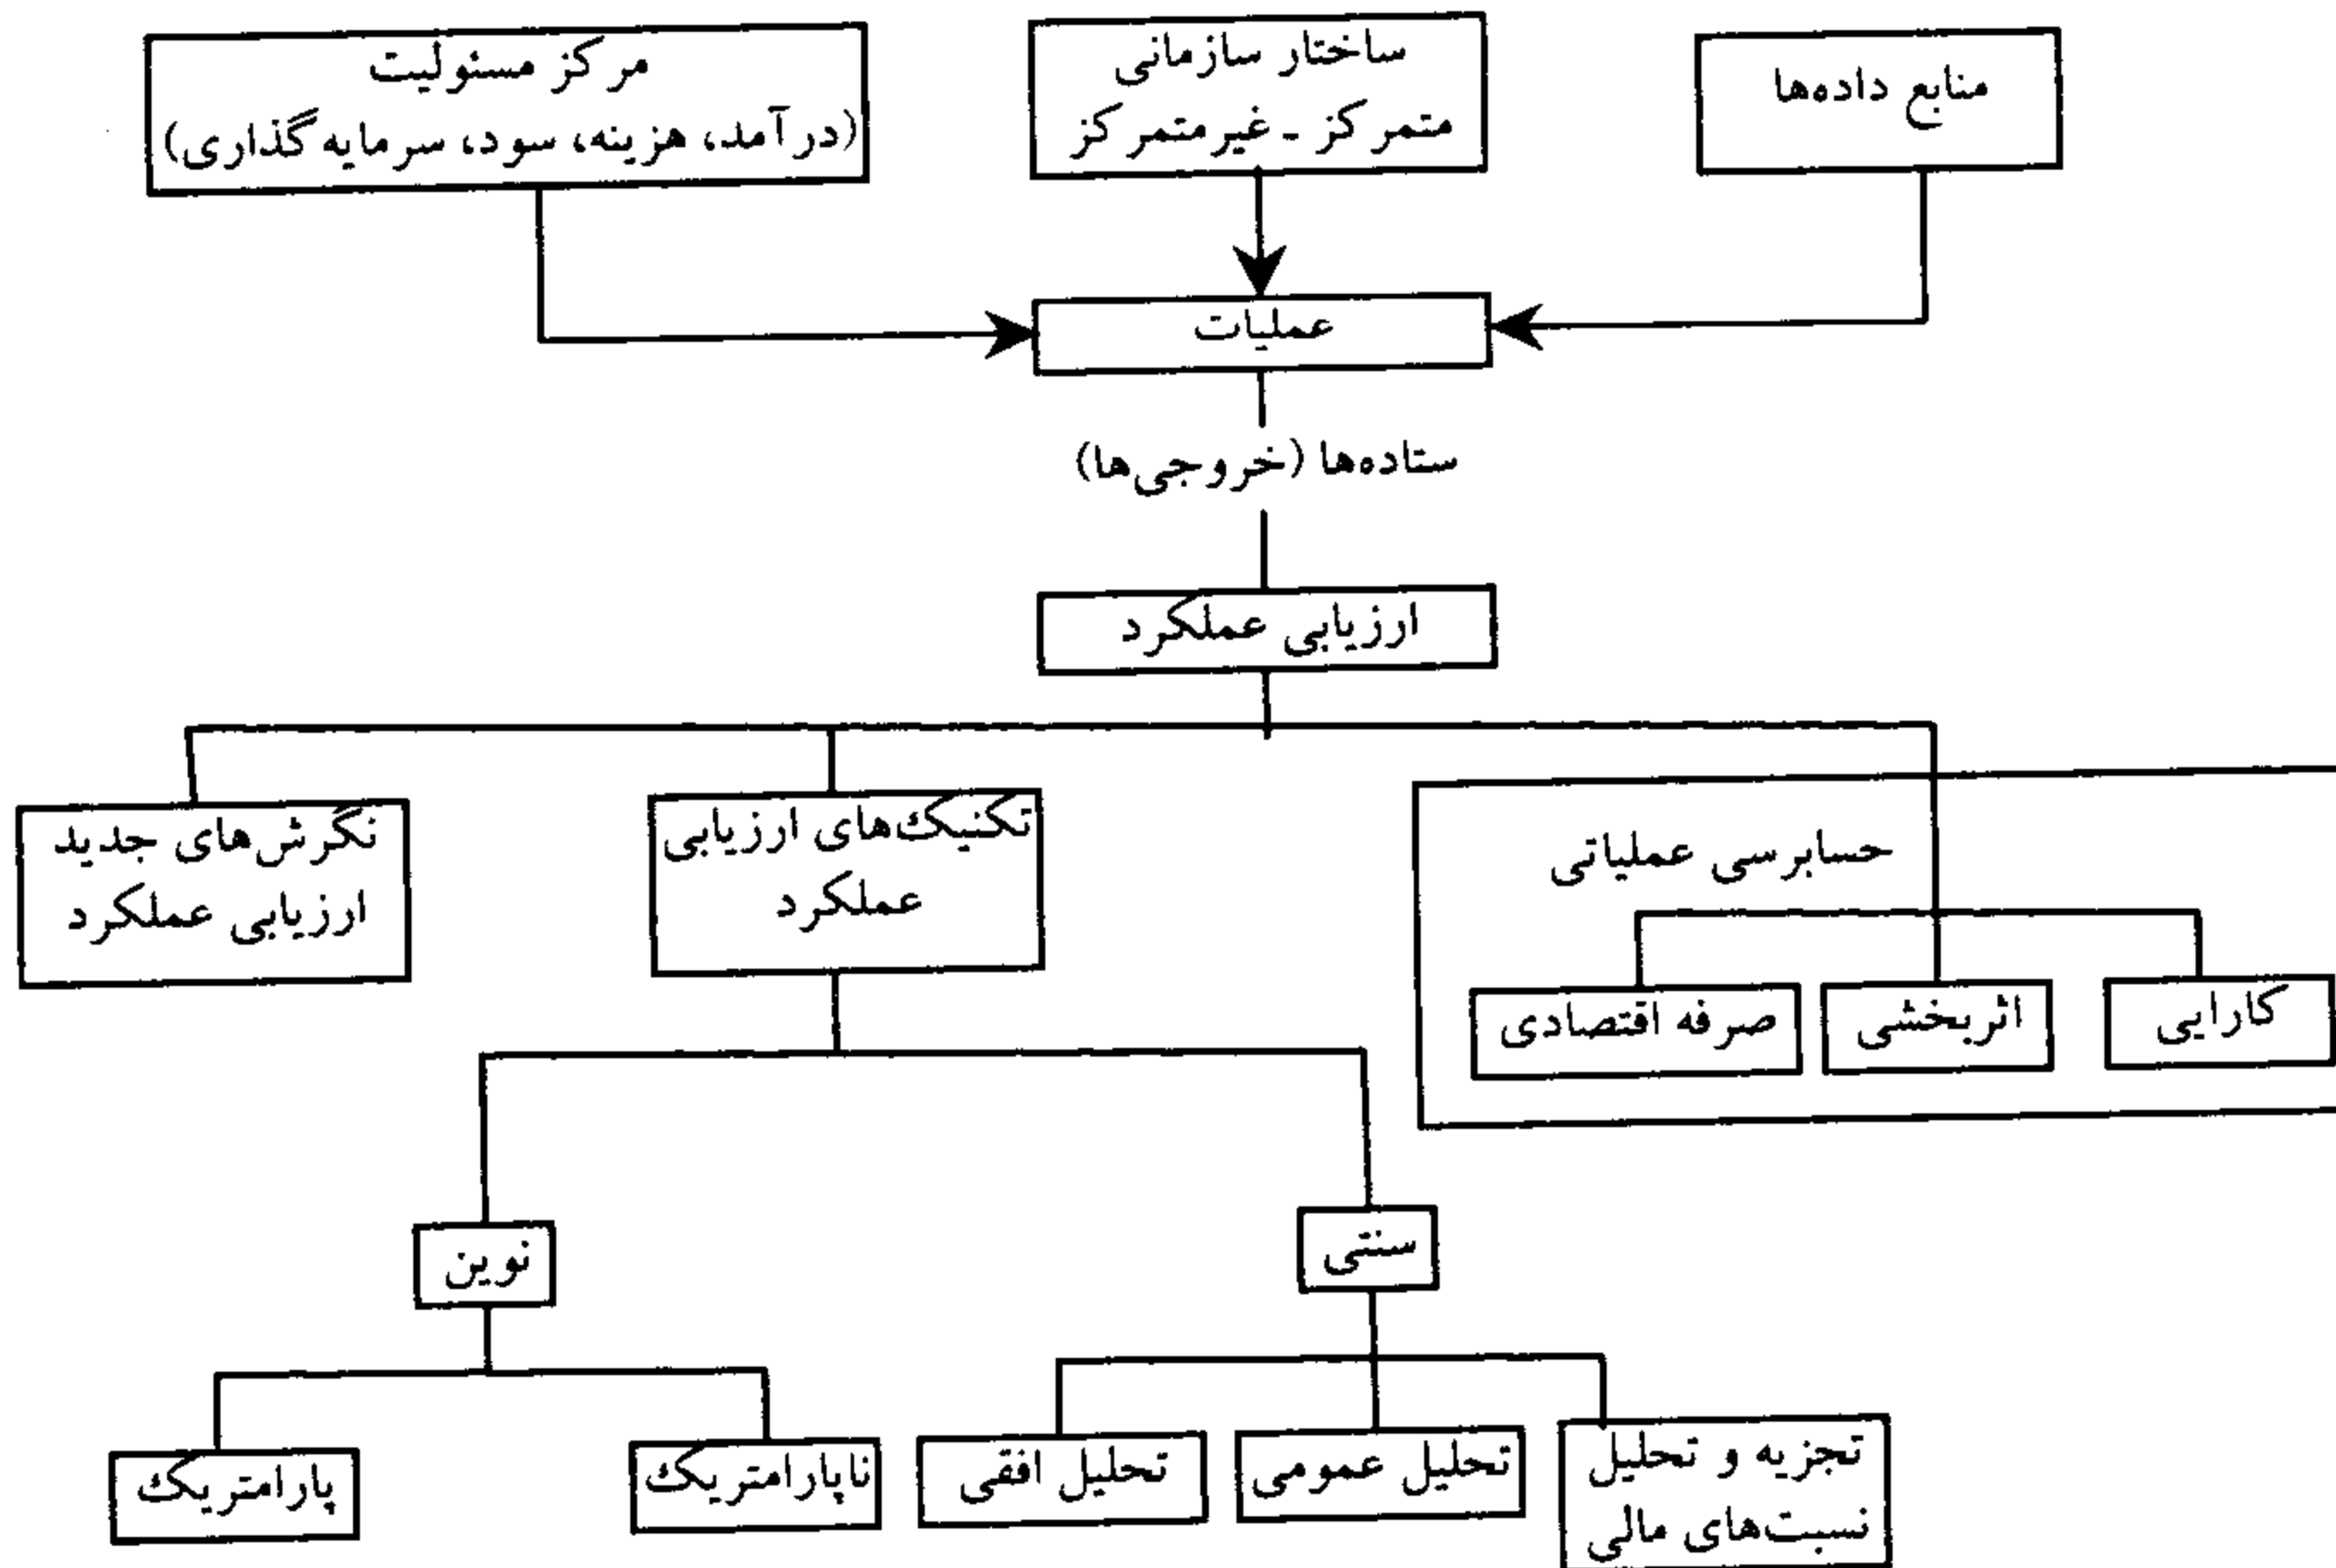 منابع داده‌ها
ساختار سازمانی
متمرکز - غیرمتمرکز
مرکز مسئولیت
(درآمد، هزینه، سود، سرمایه گذاری)
عملیات
ستاده‌ها (خروجی‌ها)
ارزیابی عملکرد
حسابرسی عملیاتی
کارایی
اثربخشی
صرفه اقتصادی
تکنیک‌های ارزیابی
عملکرد
نگرش‌های جدید
ارزیابی عملکرد
سنتی
نوین
تجزیه و تحلیل
نسبت‌های مالی
تحلیل عمومی
تحلیل افقی
ناپارامتریک
پارامتریک